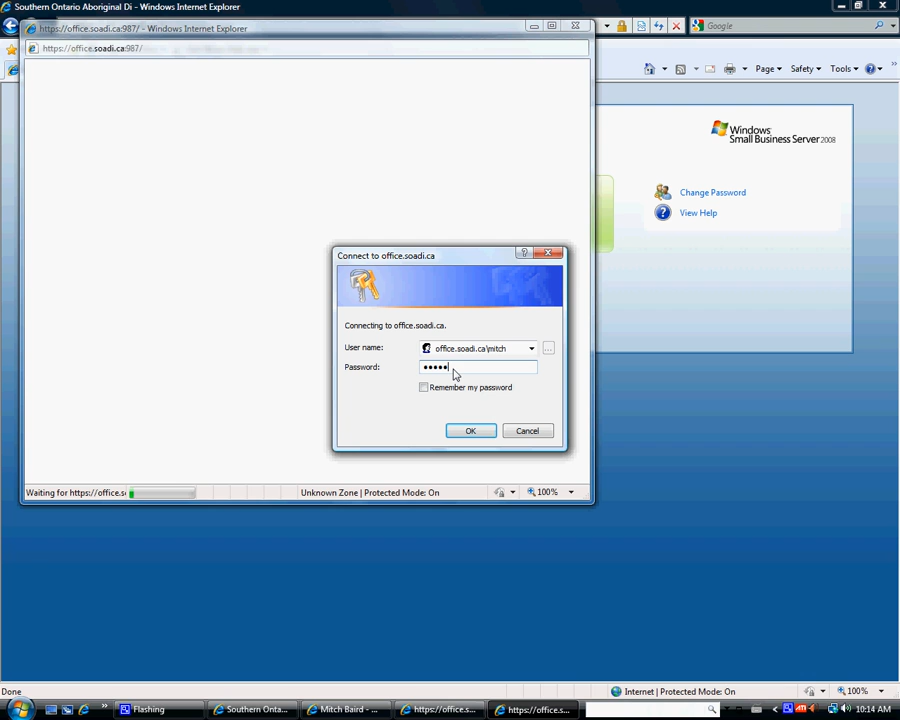 Southern Ontario Aboriginal Di - Windows Internet Explorer
https://office.soadi.ca:987/ - Windows Internet Explorer
Google
https://office.soadi.ca:987/
Page
Safety
Tools
Windows
Small Business Server 2008
Change Password
View Help
Connect to office.soadi.ca
Connecting to office.soadi.ca.
User name:
office.soadi.ca\mitch
...
Password:
•••••
Remember my password
OK
Cancel
Waiting for https://office.s
Unknown Zone | Protected Mode: On
100%
Done
Internet | Protected Mode: On
100%
Flashing
Southern Onta...
Mitch Baird - ...
https://office.s...
https://office.s...
10:14 AM